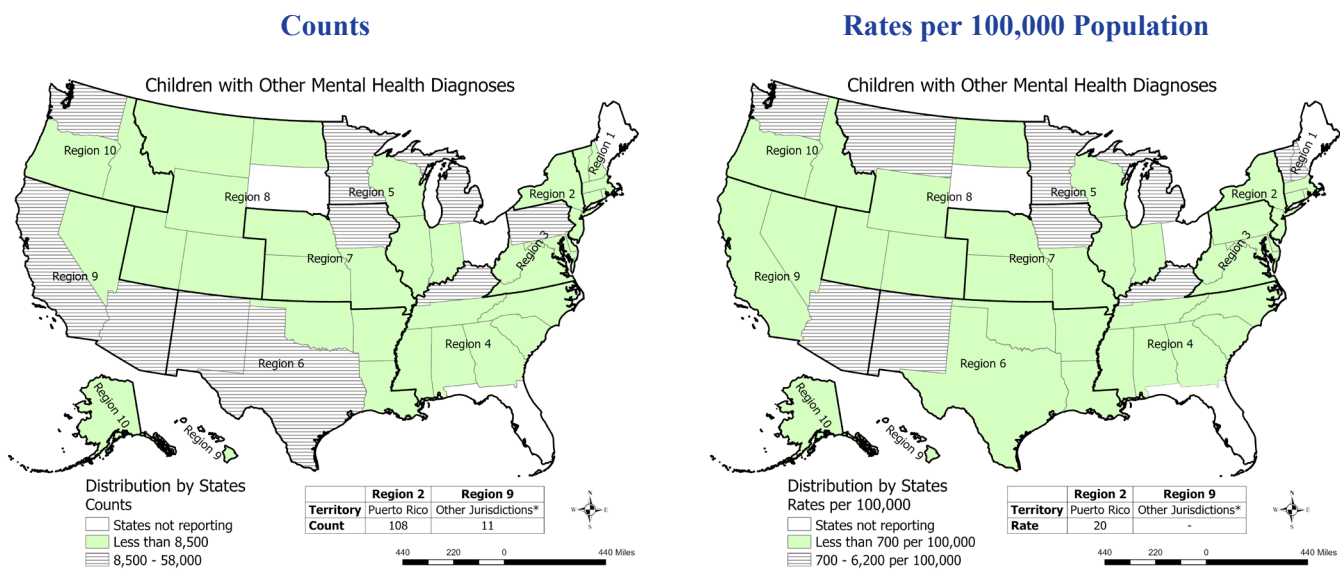 Counts
Children with Other Mental Health Diagnoses
Region 10
Region 8
Region 5
Region 2
Region 1
Region 3
Region 9
Region 7
Region 6
Region 4
Region 10
Region 9
Distribution by States
Counts
States not reporting
Less than 8,500
8,500 - 58,000
Region 2 Region 9
Territory Puerto Rico Other Jurisdictions*
Count 108 11
N
W E
S
440 220 0 440 Miles
Rates per 100,000 Population
Children with Other Mental Health Diagnoses
Region 10
Region 8
Region 5
Region 2
Region 1
Region 3
Region 9
Region 7
Region 6
Region 4
Region 10
Region 9
Distribution by States
Rates per 100,000
States not reporting
Less than 700 per 100,000
700 - 6,200 per 100,000
Region 2 Region 9
Territory Puerto Rico Other Jurisdictions*
Rate 20 -
N
W E
S
440 220 0 440 Miles